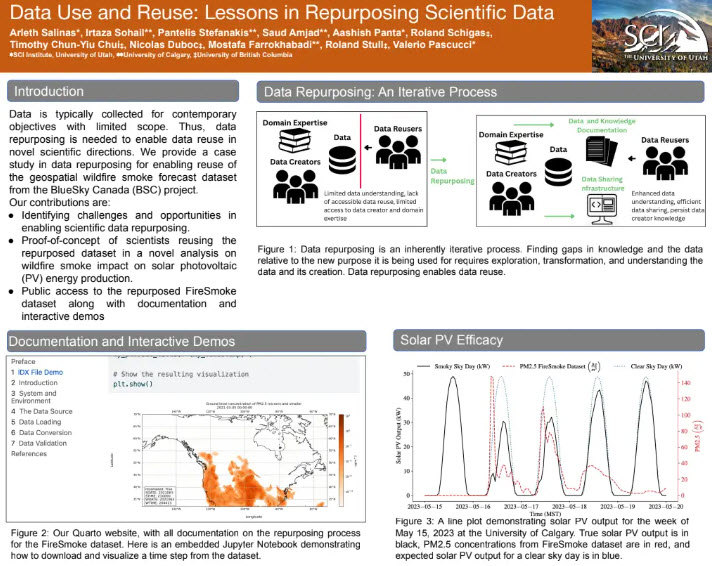 Data Use and Reuse: Lessons in Repurposing Scientific Data
Arleth Salinas*, Irtaza Sohail**, Pantelis Stefanakis**, Saud Amjad**, Aashish Panta*, Roland Schigas‡,
Timothy Chun-Yiu Chui‡, Nicolas Duboc‡, Mostafa Farrokhabadi**, Roland Stull‡, Valerio Pascucci*
*SCI Institute, University of Utah, **University of Calgary, ‡University of British Columbia
SCI
THE UNIVERSITY OF UTAH
Introduction
Data is typically collected for contemporary
objectives with limited scope. Thus, data
repurposing is needed to enable data reuse in
novel scientific directions. We provide a case
study in data repurposing for enabling reuse of
the geospatial wildfire smoke forecast dataset
from the BlueSky Canada (BSC) project.
Our contributions are:
● Identifying challenges and opportunities in
enabling scientific data repurposing.
● Proof-of-concept of scientists reusing the
repurposed dataset in a novel analysis on
wildfire smoke impact on solar photovoltaic
(PV) energy production.
● Public access to the repurposed FireSmoke
dataset along with documentation and
interactive demos
Data Repurposing: An Iterative Process
Domain Expertise
Data
Data Reusers
Data Creators
Limited data understanding, lack
of accessible data reuse, limited
access to data creator and domain
expertise
Data
Repurposing
Data and Knowledge
Documentation
Domain Expertise
Data
Data Reusers
Data Creators
Data Sharing
nfrastructure
Enhanced data
understanding, efficient
data sharing, persist data
creator knowledge
Figure 1: Data repurposing is an inherently iterative process. Finding gaps in knowledge and the data
relative to the new purpose it is being used for requires exploration, transformation, and understanding the
data and its creation. Data repurposing enables data reuse.
Documentation and Interactive Demos
Preface
1 IDX File Demo
2 Introduction
3 System and
Environment
4 The Data Source
5 Data Loading
6 Data Conversion
7 Data Validation
References
# Show the resulting visualization
plt.show()
Longitude
Figure 2: Our Quarto website, with all documentation on the repurposing process
for the FireSmoke dataset. Here is an embedded Jupyter Notebook demonstrating
how to download and visualize a time step from the dataset.
Solar PV Efficacy
Smoky Sky Day (kW)
PM2.5 FireSmoke Dataset (μg/m³)
Clear Sky Day (kW)
Solar PV Output (kW)
50
40
30
20
10
0
140
120
100
80
60
40
20
0
PM2.5 (μg/m³)
2023-05-15
2023-05-16
2023-05-17
2023-05-18
2023-05-19
2023-05-20
Time (MST)
Figure 3: A line plot demonstrating solar PV output for the week of
May 15, 2023 at the University of Calgary. True solar PV output is in
black, PM2.5 concentrations from FireSmoke dataset are in red, and
expected solar PV output for a clear sky day is in blue.